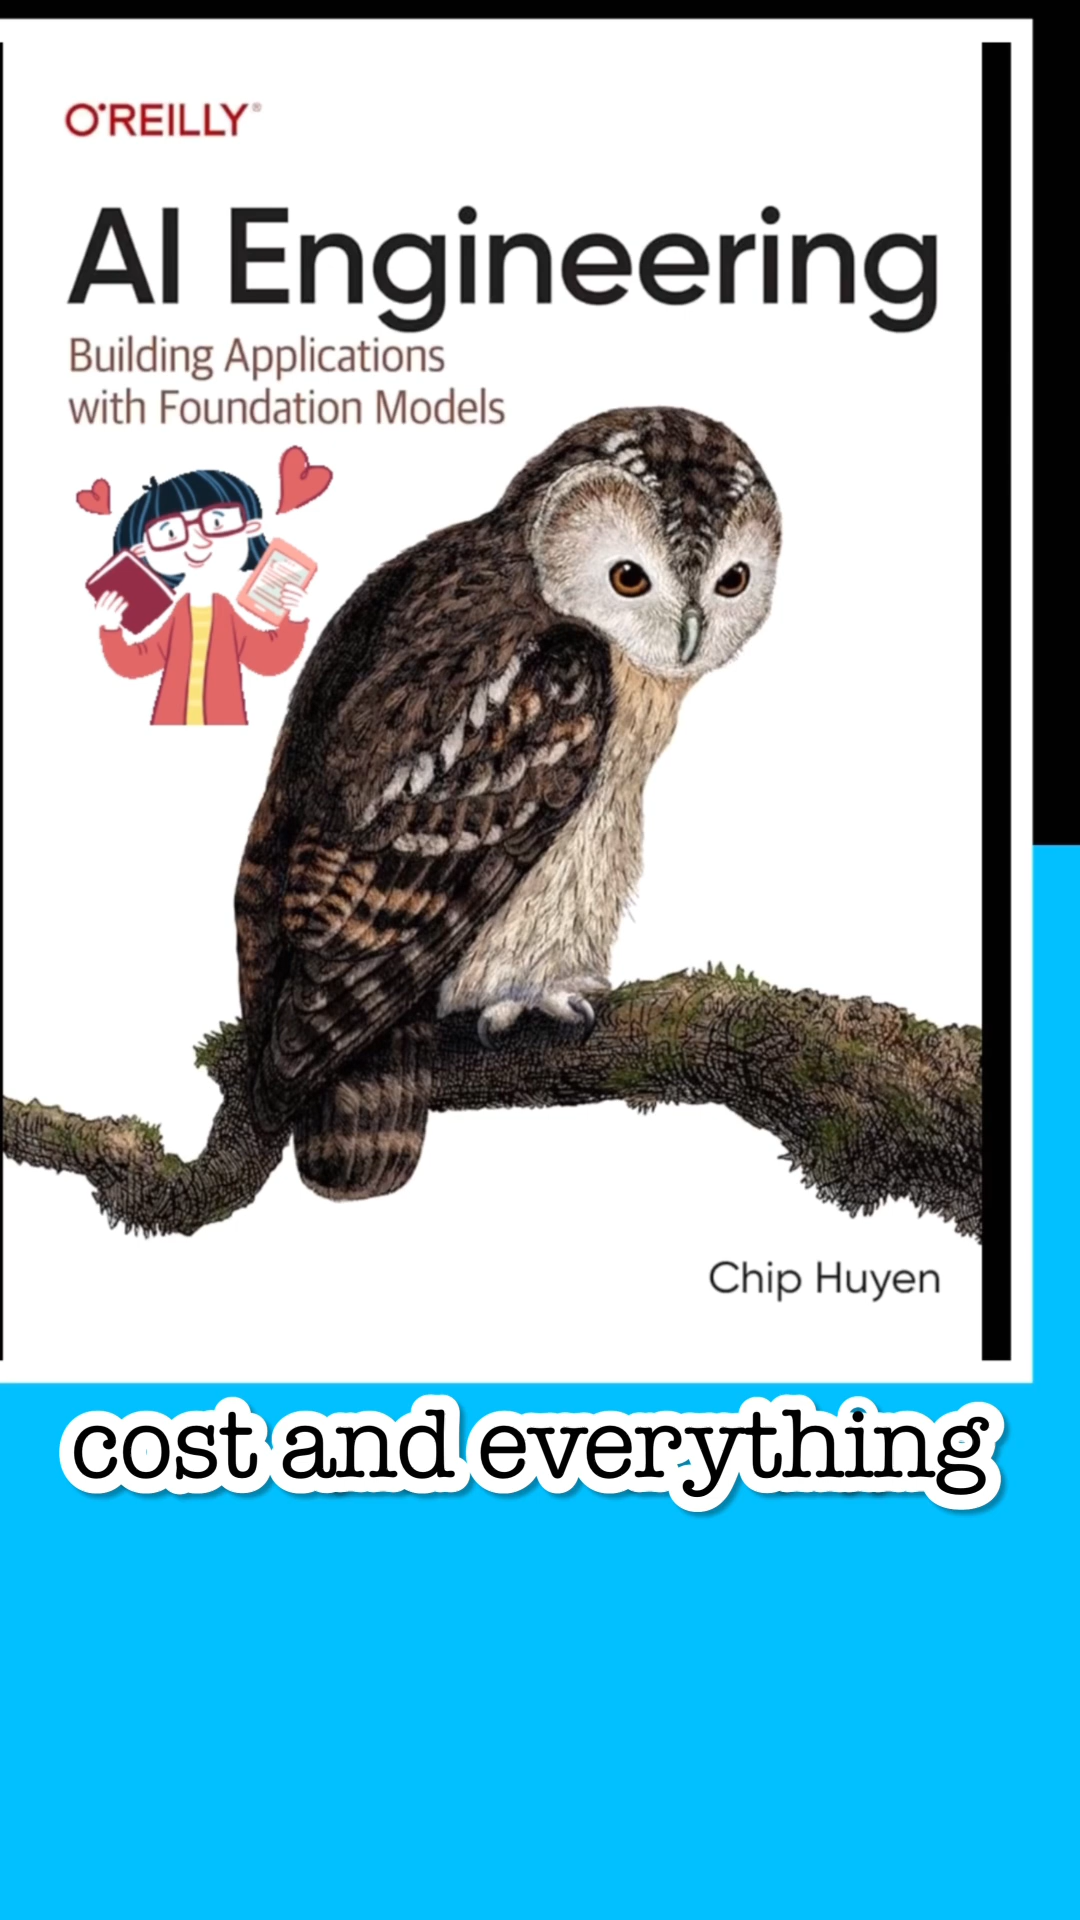 O'REILLY®
AI Engineering
Building Applications
with Foundation Models
Chip Huyen
cost and everything